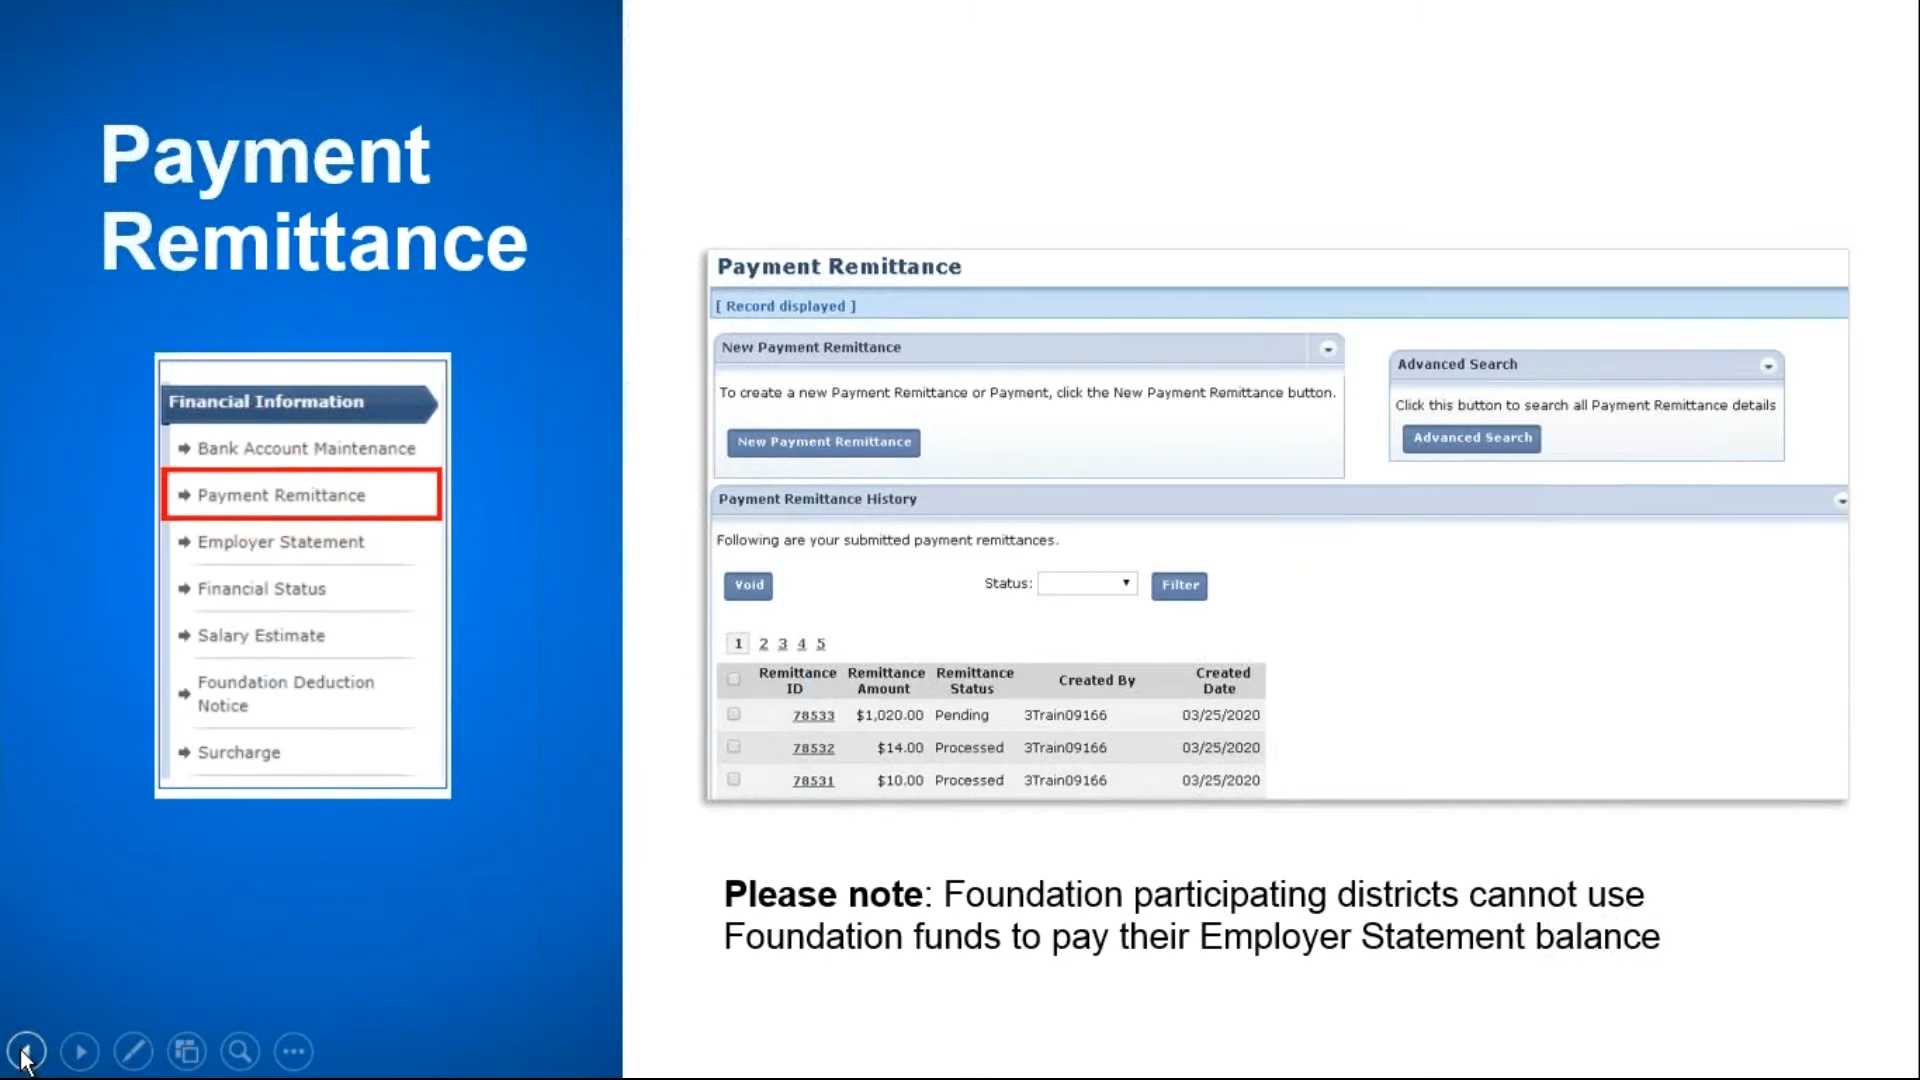 Payment
Remittance
Financial Information
Bank Account Maintenance
Payment Remittance
Employer Statement
Financial Status
Salary Estimate
Foundation Deduction
Notice
Surcharge
Payment Remittance
[ Record displayed ]
New Payment Remittance
To create a new Payment Remittance or Payment, click the New Payment Remittance button.
New Payment Remittance
Advanced Search
Click this button to search all Payment Remittance details
Advanced Search
Payment Remittance History
Following are your submitted payment remittances.
Void Status: Filter
1 2 3 4 5
Remittance ID Remittance Amount Remittance Status Created By Created Date
78533 $1,020.00 Pending 3Train09166 03/25/2020
78532 $14.00 Processed 3Train09166 03/25/2020
78531 $10.00 Processed 3Train09166 03/25/2020
Please note: Foundation participating districts cannot use
Foundation funds to pay their Employer Statement balance